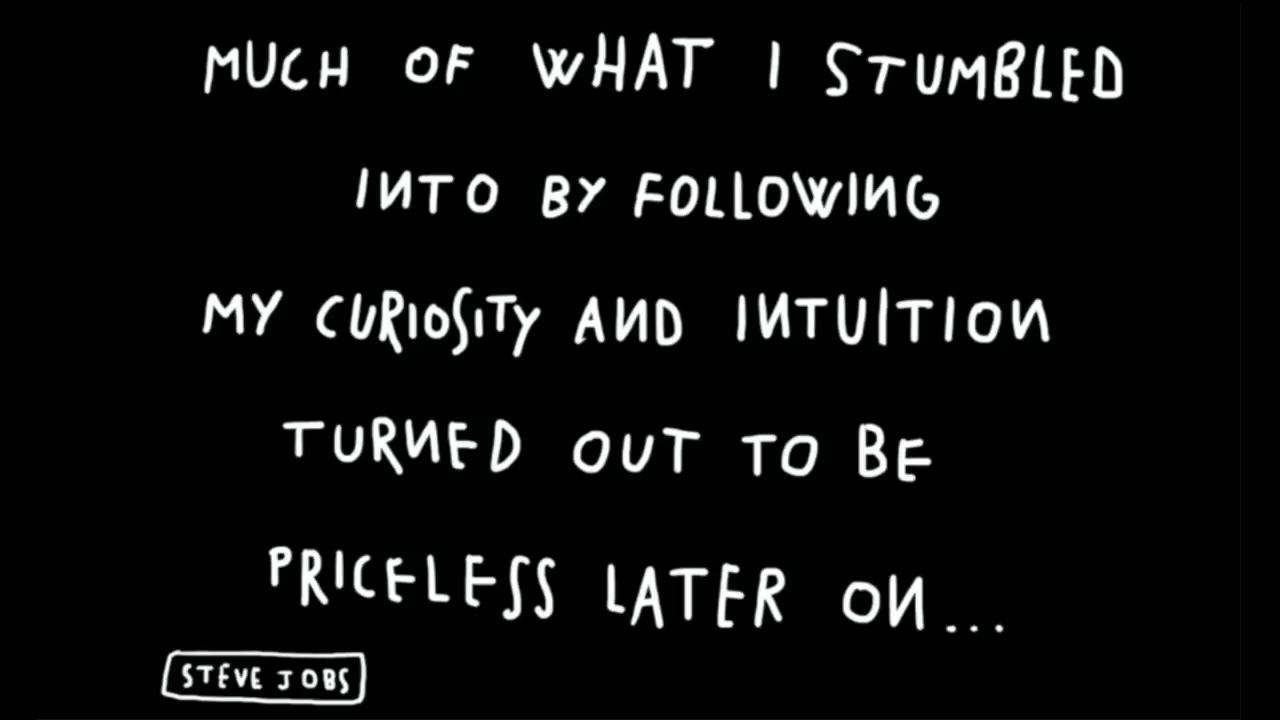 MUCH OF WHAT I STUMBLED
INTO BY FOLLOWING
MY CURIOSITY AND INTUITION
TURNED OUT TO BE
PRICELESS LATER ON...
STEVE JOBS